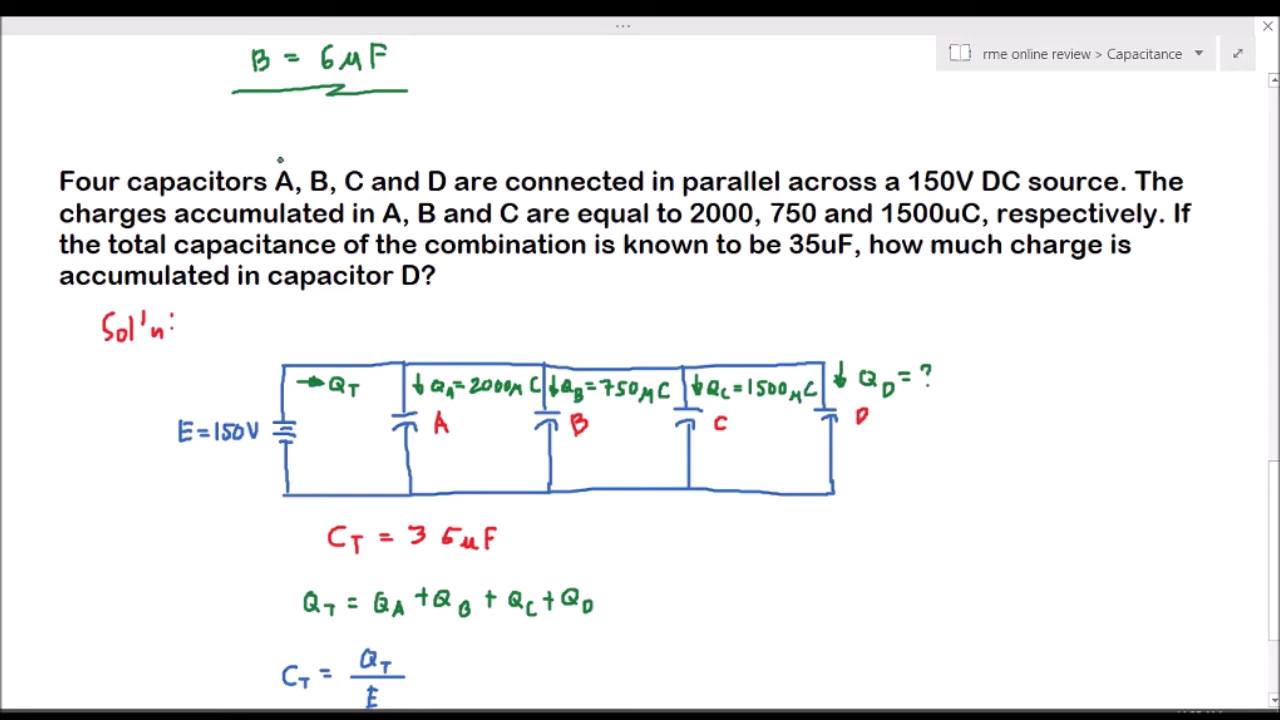 B = 6µF
rme online review > Capacitance
Four capacitors A, B, C and D are connected in parallel across a 150V DC source. The
charges accumulated in A, B and C are equal to 2000, 750 and 1500uC, respectively. If
the total capacitance of the combination is known to be 35uF, how much charge is
accumulated in capacitor D?
Sol'n:
QT QA=2000µC QB=750µC QC=1500µC QD=?
E=150V A B C D
CT = 35µF
QT = QA+QB+QC+QD
CT = QT/E